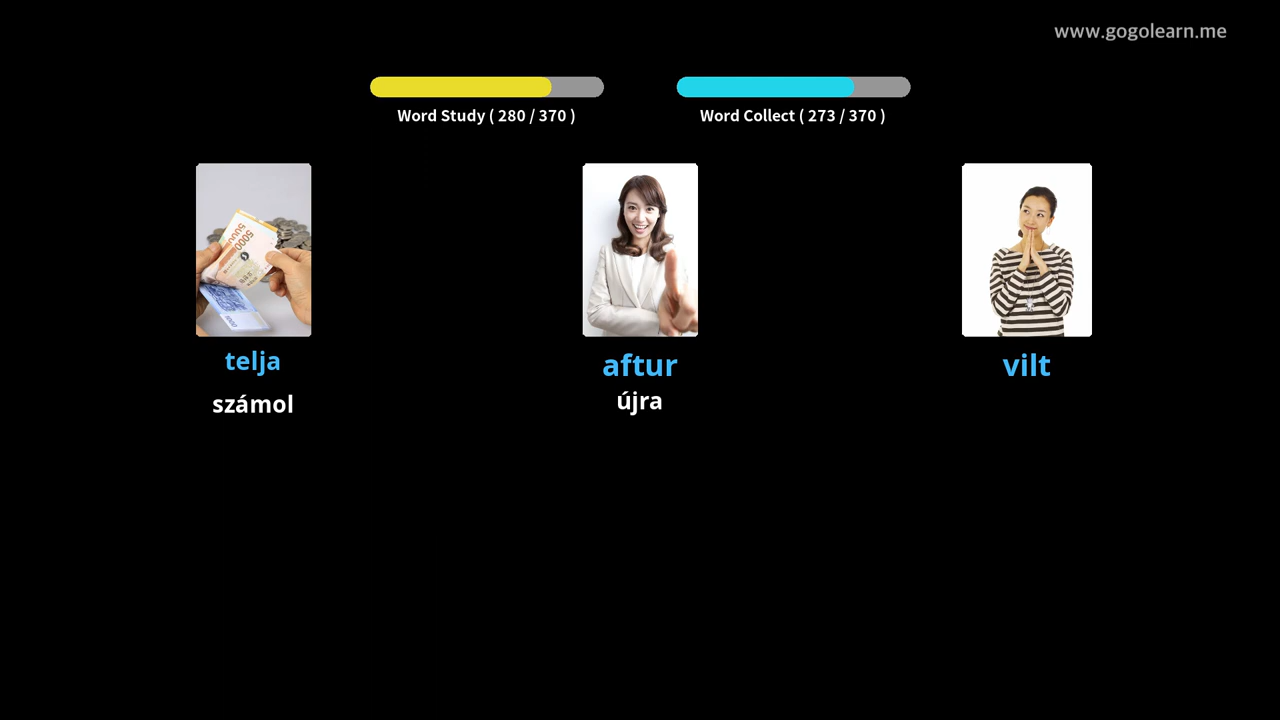 www.gogolearn.me
Word Study ( 280 / 370 )
Word Collect ( 273 / 370 )
telja
számol
aftur
újra
vilt